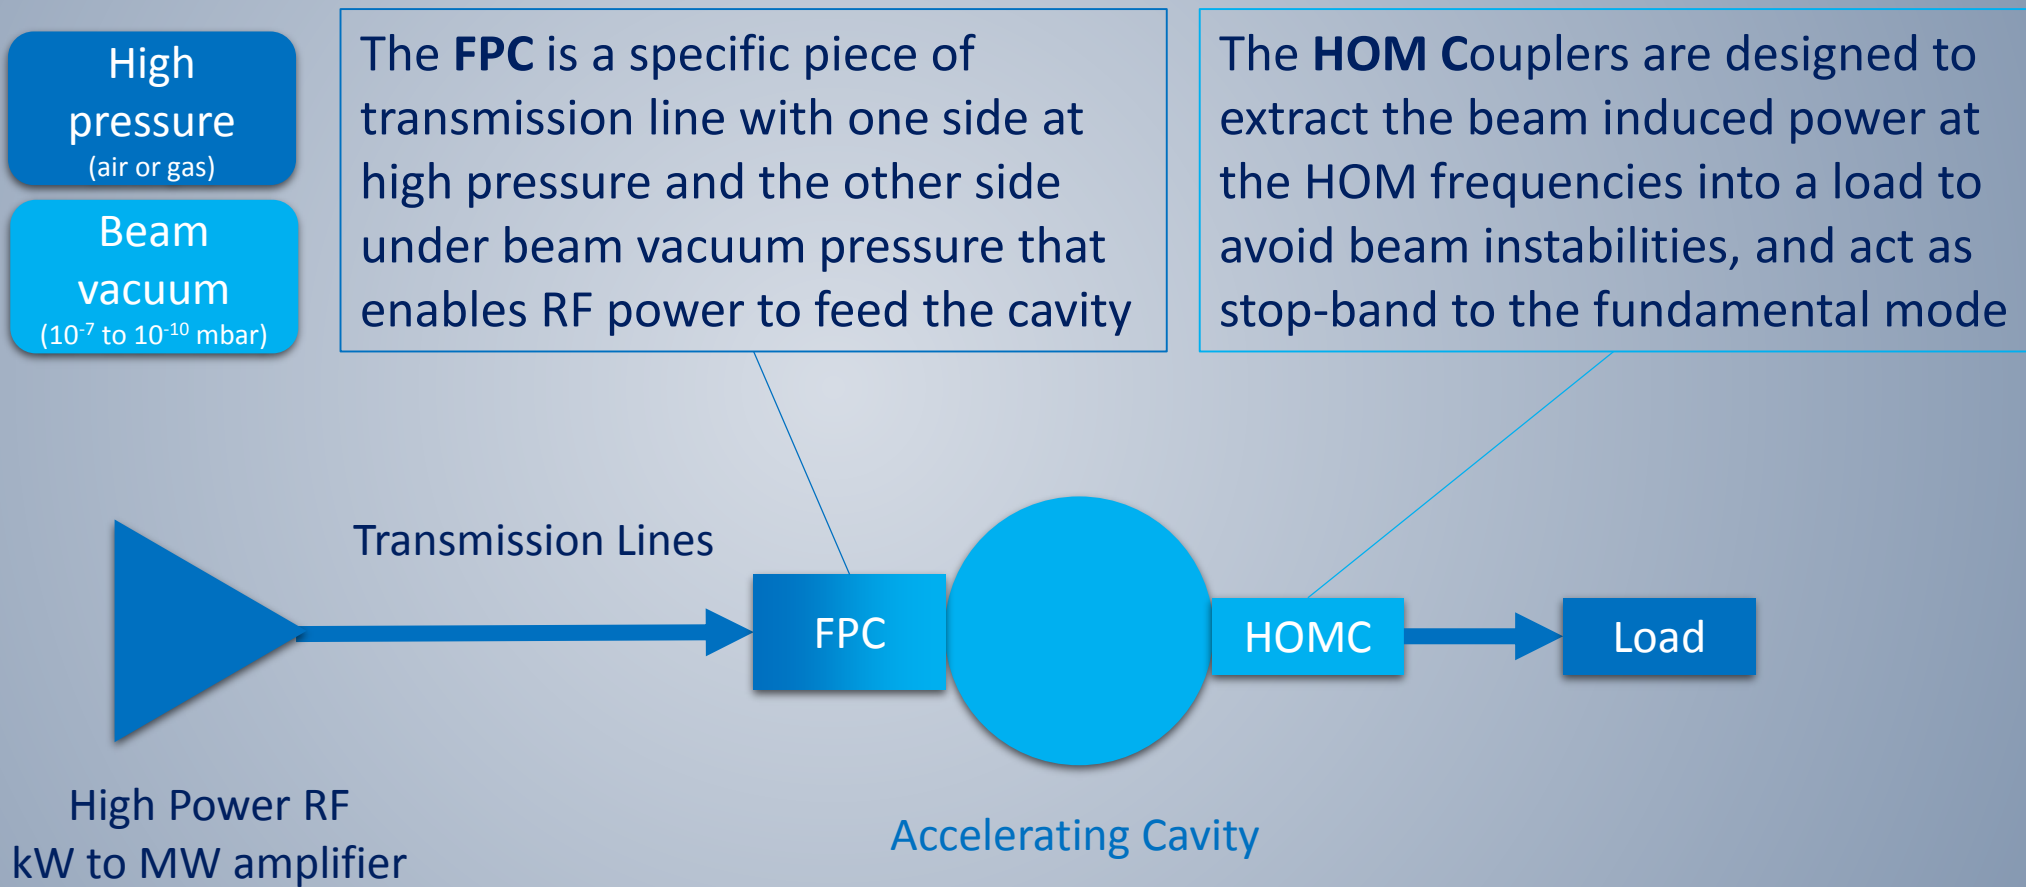 High
pressure
(air or gas)
Beam
vacuum
(10⁻⁷ to 10⁻¹⁰ mbar)
The FPC is a specific piece of
transmission line with one side at
high pressure and the other side
under beam vacuum pressure that
enables RF power to feed the cavity
The HOM Couplers are designed to
extract the beam induced power at
the HOM frequencies into a load to
avoid beam instabilities, and act as
stop-band to the fundamental mode
Transmission Lines
FPC
HOMC
Load
High Power RF
kW to MW amplifier
Accelerating Cavity